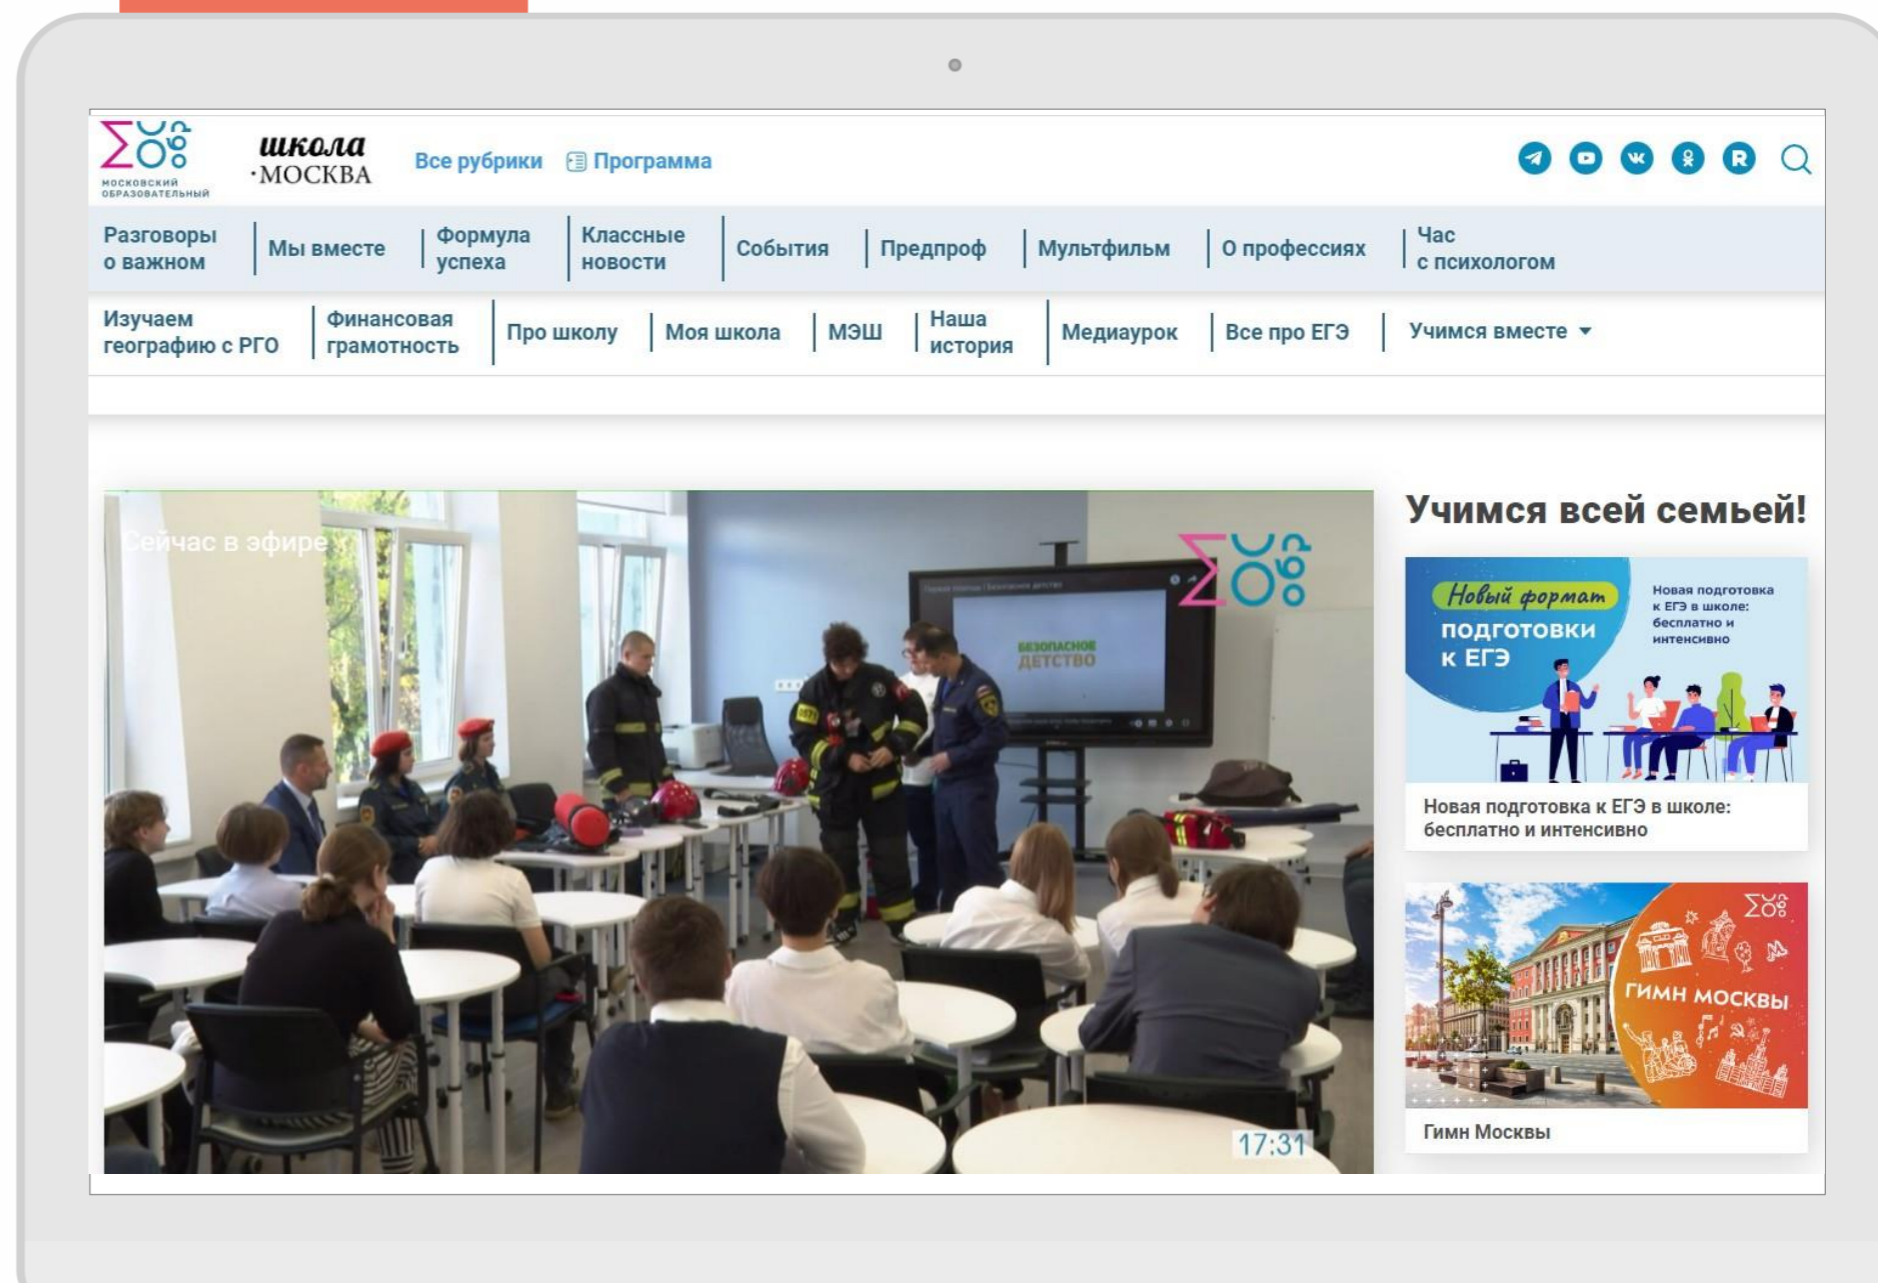 МОСКОВСКИЙ
ОБРАЗОВАТЕЛЬНЫЙ
школа
·МОСКВА
Все рубрики
Программа
Разговоры
о важном
Мы вместе
Формула
успеха
Классные
новости
События
Предпроф
Мультфильм
О профессиях
Час
с психологом
Изучаем
географию с РГО
Финансовая
грамотность
Про школу
Моя школа
МЭШ
Наша
история
Медиаурок
Все про ЕГЭ
Учимся вместе
Сейчас в эфире
БЕЗОПАСНОЕ
ДЕТСТВО
17:31
Учимся всей семьей!
Новый формат
ПОДГОТОВКИ
К ЕГЭ
Новая подготовка
к ЕГЭ в школе:
бесплатно и
интенсивно
Новая подготовка к ЕГЭ в школе:
бесплатно и интенсивно
ГИМН МОСКВЫ
Гимн Москвы